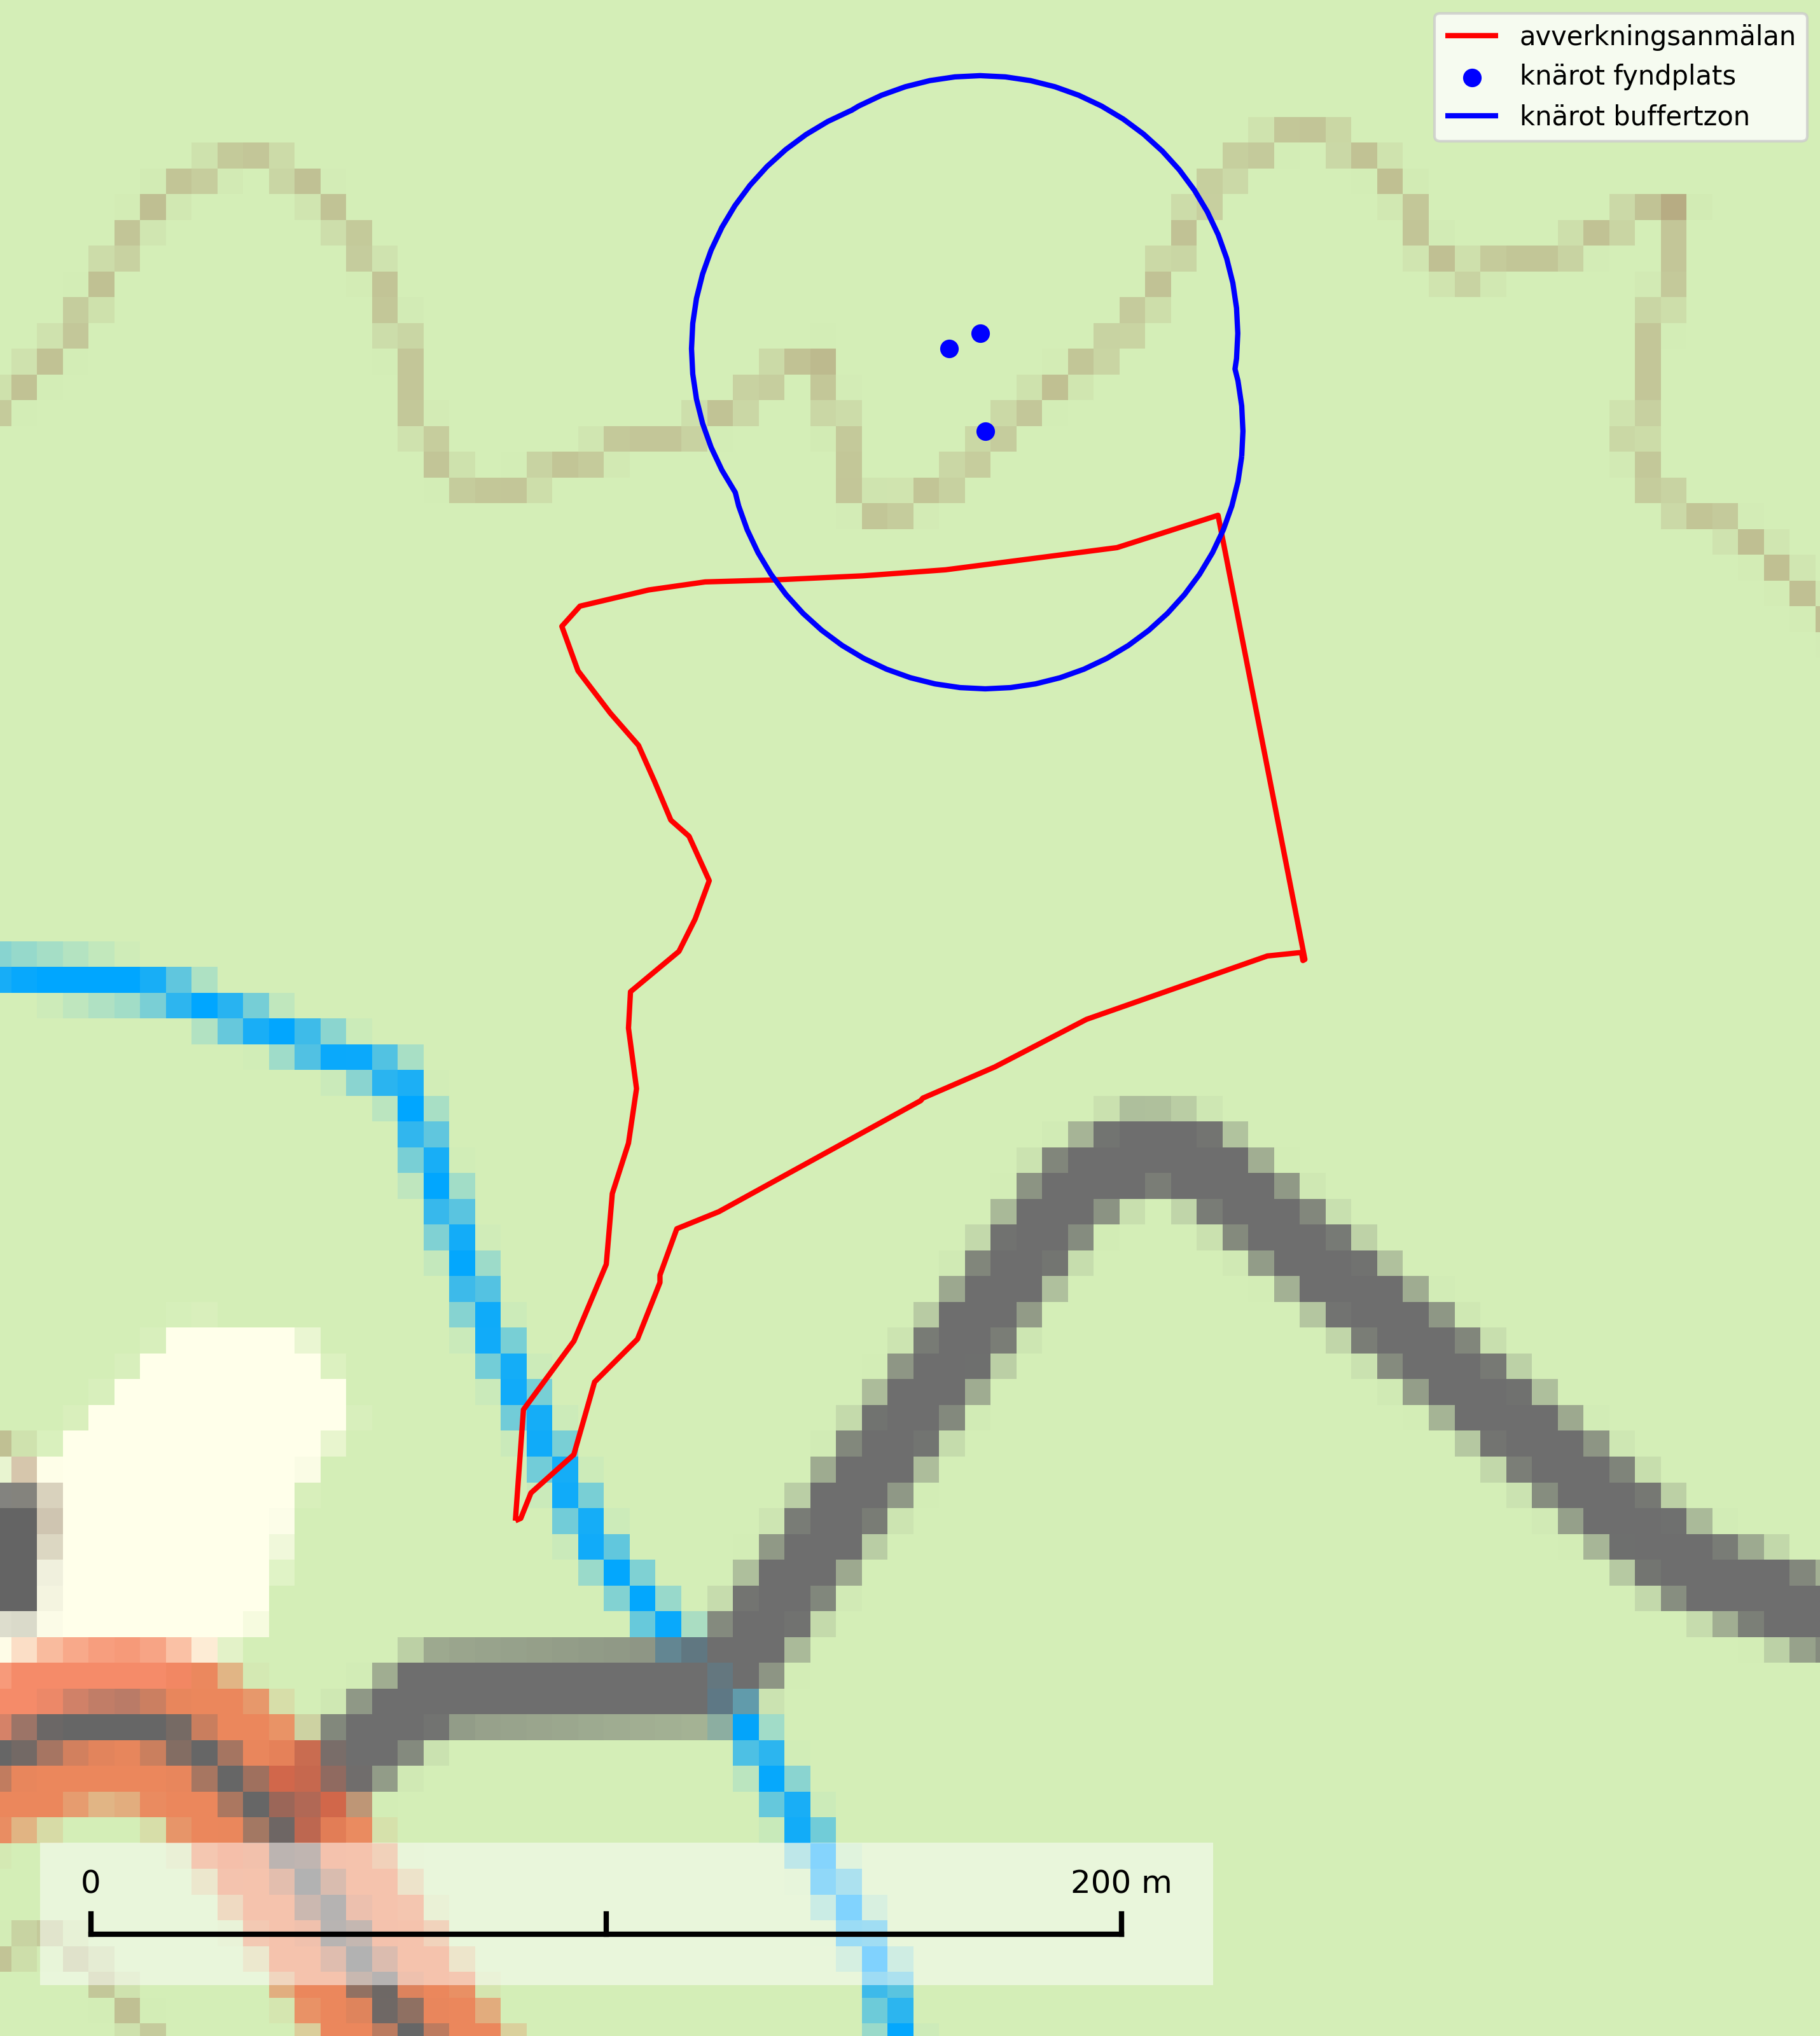 avverkningsanmälan
knärot fyndplats
knärot buffertzon
0
200 m